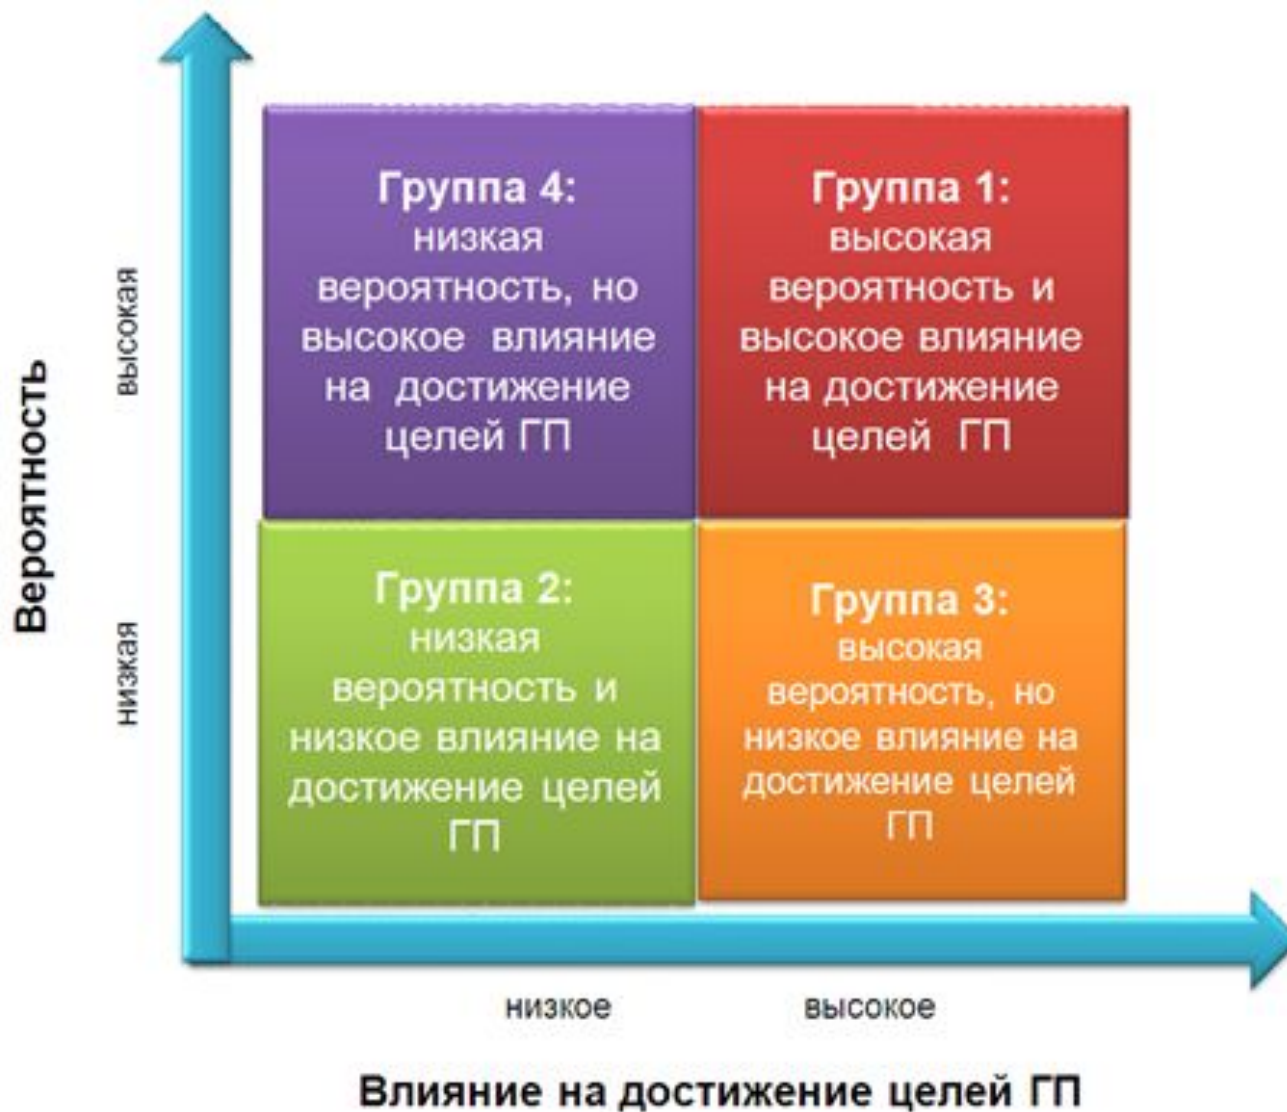 Вероятность
высокая
низкая
Группа 4:
низкая
вероятность, но
высокое влияние
на достижение
целей ГП
Группа 1:
высокая
вероятность и
высокое влияние
на достижение
целей ГП
Группа 2:
низкая
вероятность и
низкое влияние на
достижение целей
ГП
Группа 3:
высокая
вероятность, но
низкое влияние на
достижение целей
ГП
низкое
высокое
Влияние на достижение целей ГП